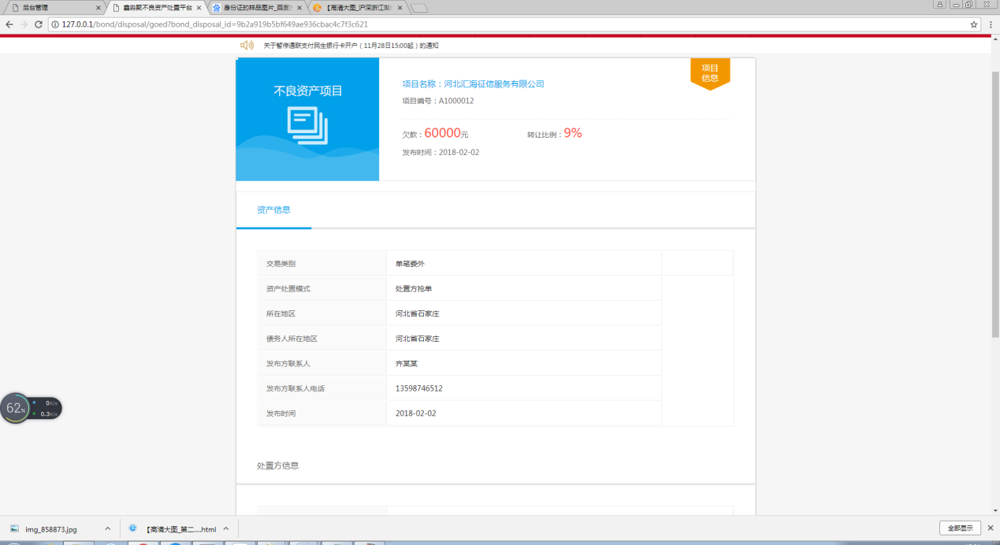 后台管理
鑫浴聚不良资产处置平台
身份证的样品图片_百度
【高清大图_沪深浙江
127.0.0.1/bond/disposal/goed?bond_disposal_id=9b2a919b5bf649ae936cbac4c7f3c621
关于暂停通联支付民生银行卡开户（11月28日15:00起）的通知
不良资产项目
项目名称：河北汇海征信服务有限公司
项目编号：A1000012
项目
信息
欠款：60000元
转让比例：9%
发布时间：2018-02-02
资产信息
交易类别 单笔委外
资产处置模式 处置方抢单
所在地区 河北省石家庄
债务人所在地区 河北省石家庄
发布方联系人 齐某某
发布方联系人电话 13598746512
发布时间 2018-02-02
62%
0K/s
0.3K/s
处置方信息
img_858873.jpg
【高清大图_第二....html
全部显示